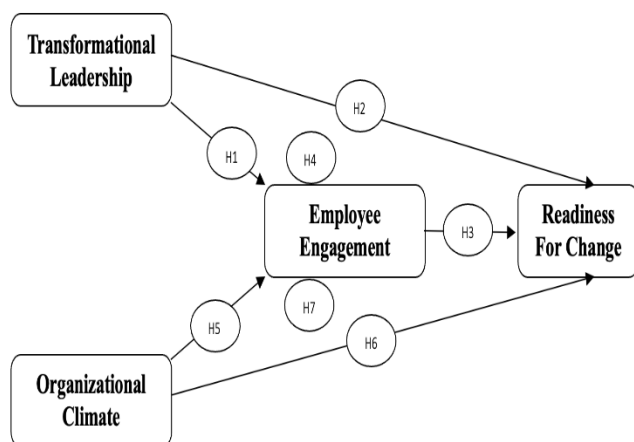 Transformational
Leadership
H2
H1
H4
Employee
Engagement
H3
Readiness
For Change
H5
H7
H6
Organizational
Climate